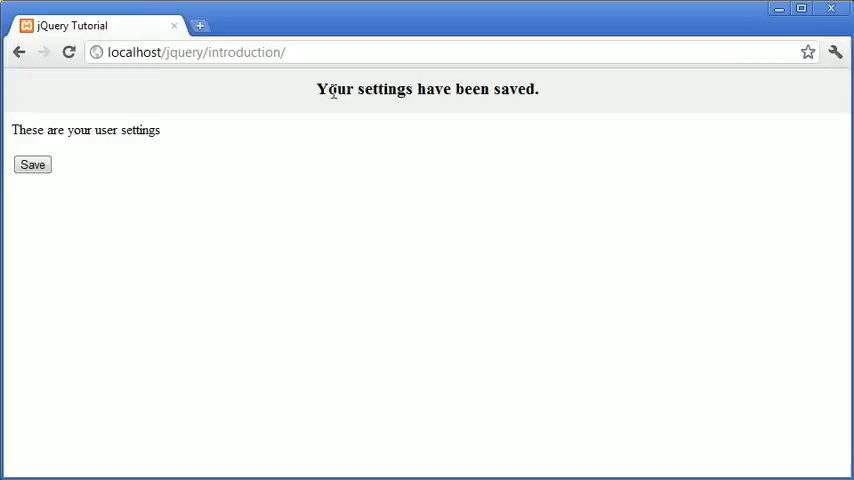 jQuery Tutorial
localhost/jquery/introduction/
Your settings have been saved.
These are your user settings
Save